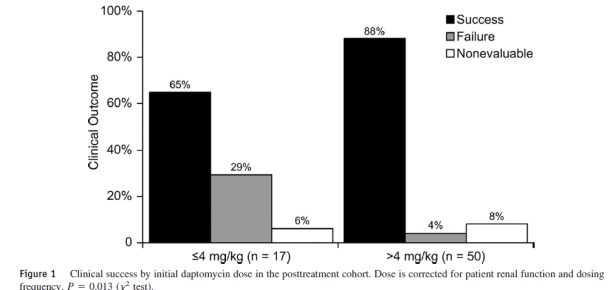 100%
80%
60%
40%
20%
0
Clinical Outcome
Success
Failure
Nonevaluable
65%
29%
6%
88%
4%
8%
≤4 mg/kg (n = 17)
>4 mg/kg (n = 50)
Figure 1 Clinical success by initial daptomycin dose in the posttreatment cohort. Dose is corrected for patient renal function and dosing
frequency. P = 0.013 (χ² test).